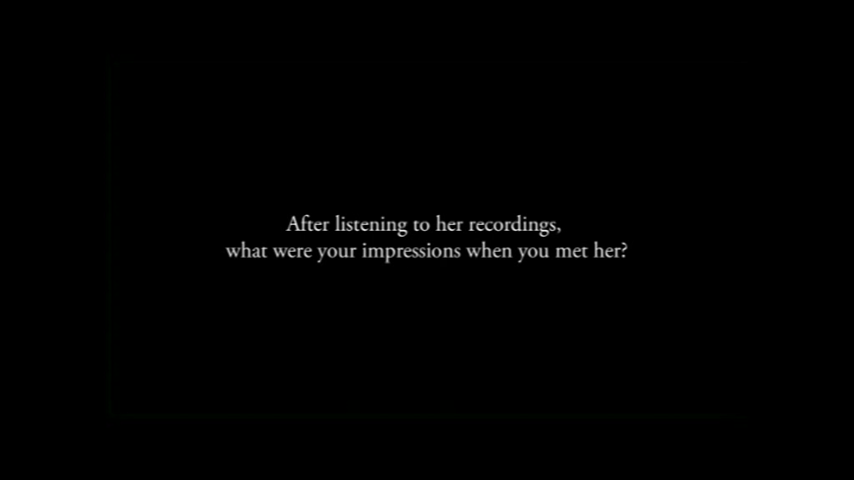 After listening to her recordings,
what were your impressions when you met her?